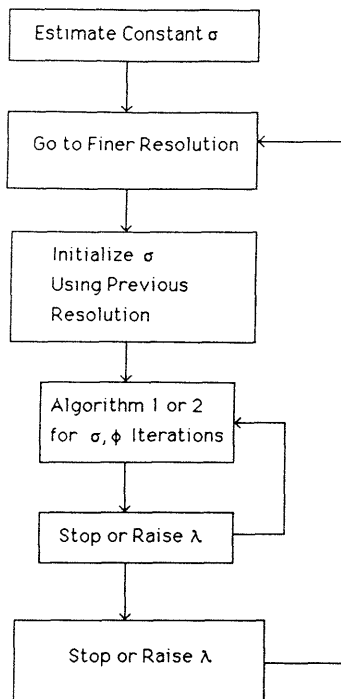 Estimate Constant σ
Go to Finer Resolution
Initialize σ
Using Previous
Resolution
Algorithm 1 or 2
for σ, ϕ Iterations
Stop or Raise λ
Stop or Raise λ